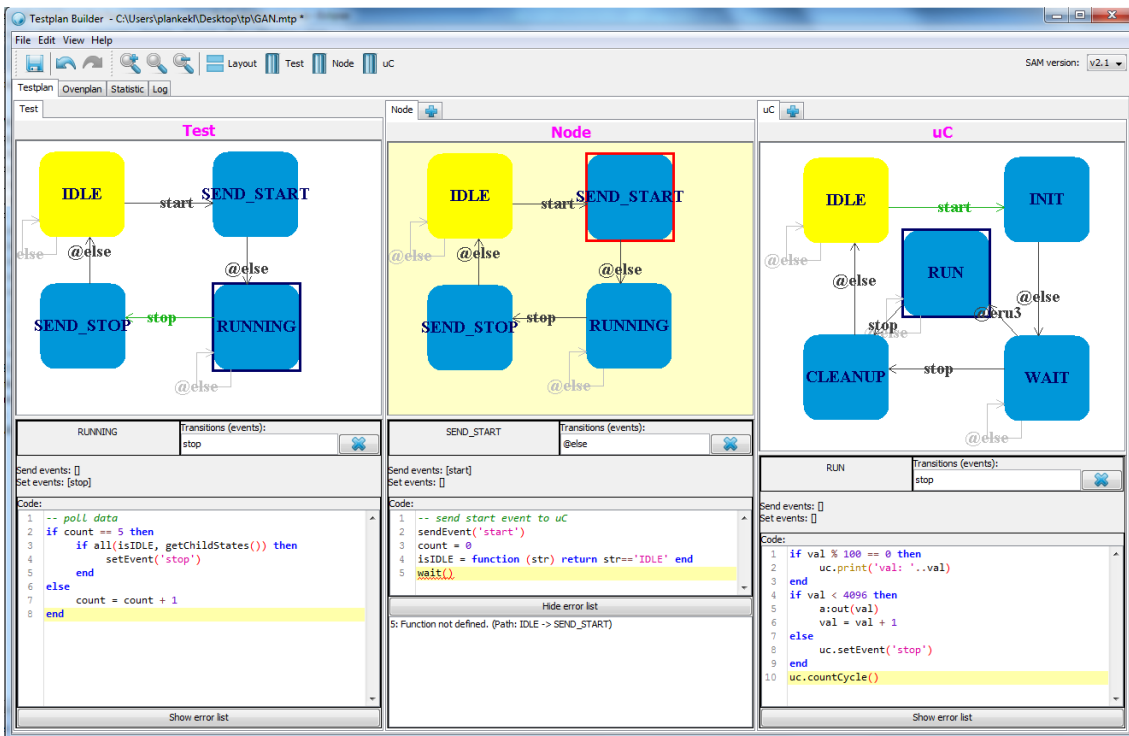 Testplan Builder - C:\Users\plankekl\Desktop\tp\GAN.mtp *
File Edit View Help
Layout Test Node uC SAM version: v2.1
Testplan Ovenplan Statistic Log
Test
Test
IDLE
start
SEND_START
@else
else
@else
SEND_STOP
stop
RUNNING
@else
RUNNING
Transitions (events):
stop
Send events: []
Set events: [stop]
Code:
1 -- poll data
2 if count == 5 then
3 if all(isIDLE, getChildStates()) then
4 setEvent('stop')
5 end
6 else
7 count = count + 1
8 end
Show error list
Node
Node
IDLE
start
SEND_START
@else
@else
@else
SEND_STOP
stop
RUNNING
@else
SEND_START
Transitions (events):
@else
Send events: [start]
Set events: []
Code:
1 -- send start event to uC
2 sendEvent('start')
3 count = 0
4 isIDLE = function (str) return str=='IDLE' end
5 wait()
Hide error list
5: Function not defined. (Path: IDLE -> SEND_START)
uC
uC
IDLE
start
INIT
@else
RUN
@else
@else
@eru3
stop
@else
CLEANUP
stop
WAIT
@else
RUN
Transitions (events):
stop
Send events: []
Set events: []
Code:
1 if val % 100 == 0 then
2 uc.print('val: '..val)
3 end
4 if val < 4096 then
5 a:out(val)
6 val = val + 1
7 else
8 uc.setEvent('stop')
9 end
10 uc.countCycle()
Show error list